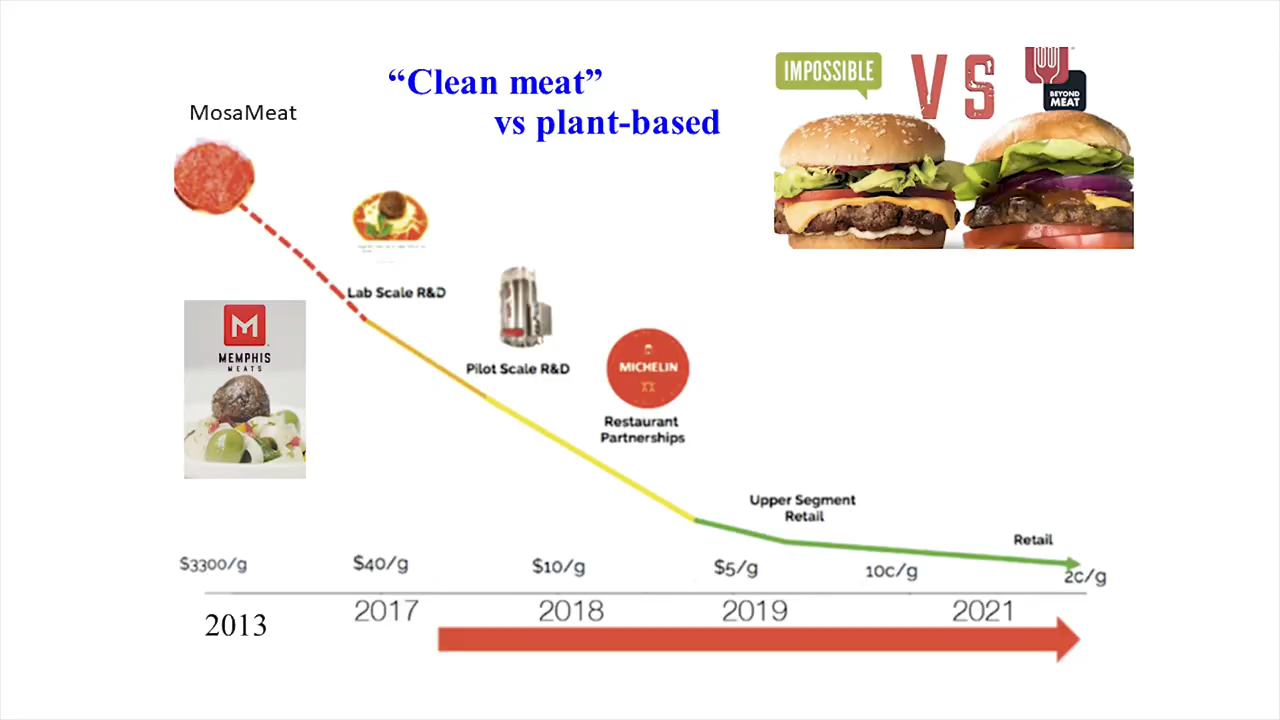 “Clean meat”
vs plant-based
MosaMeat
IMPOSSIBLE
VS
BEYOND
MEAT
Lab Scale R&D
MEMPHIS
MEATS
Pilot Scale R&D
MICHELIN
Restaurant
Partnerships
Upper Segment
Retail
Retail
$3300/g
$40/g
$10/g
$5/g
10c/g
2c/g
2013
2017
2018
2019
2021